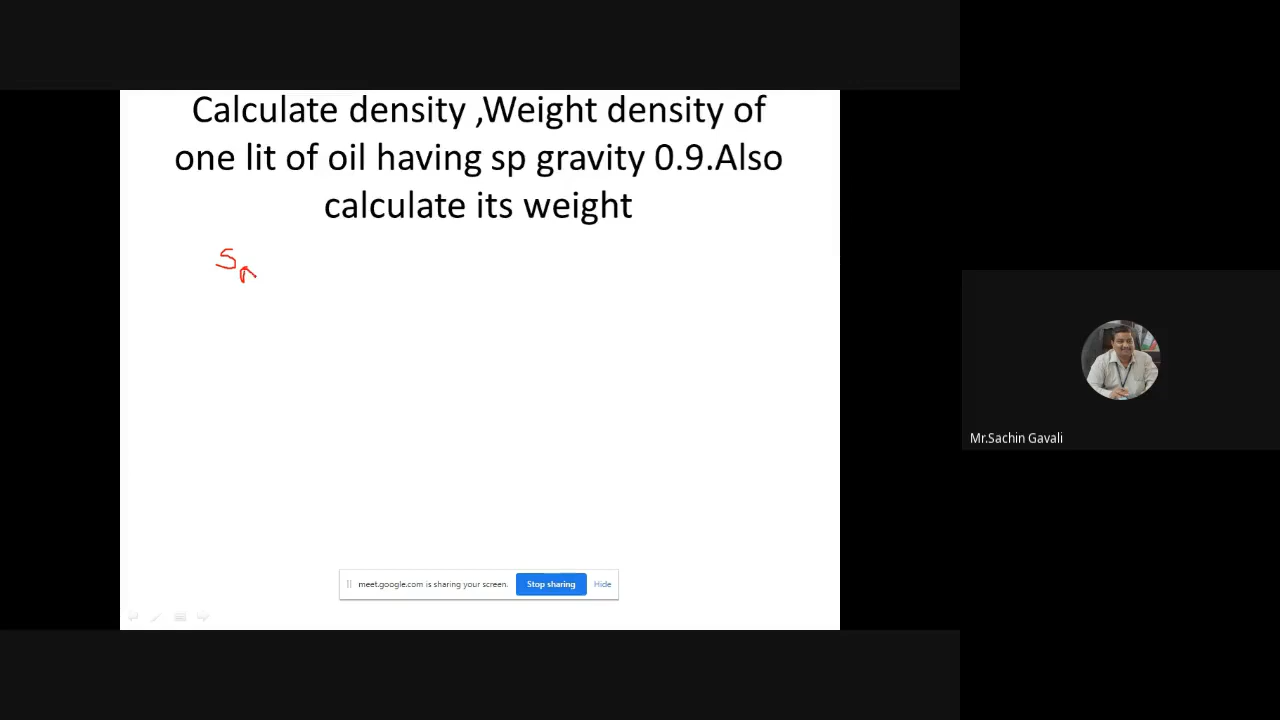 Calculate density ,Weight density of
one lit of oil having sp gravity 0.9.Also
calculate its weight
Mr.Sachin Gavali
meet.google.com is sharing your screen. Stop sharing Hide